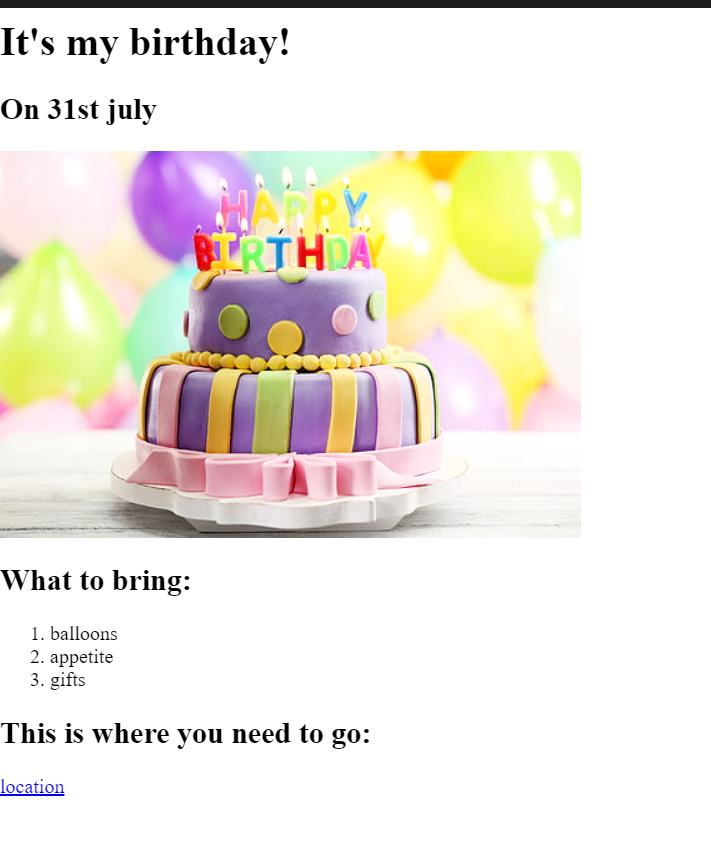 It's my birthday!
On 31st july
HAPPY
BIRTHDAY
What to bring:
1. balloons
2. appetite
3. gifts
This is where you need to go:
location